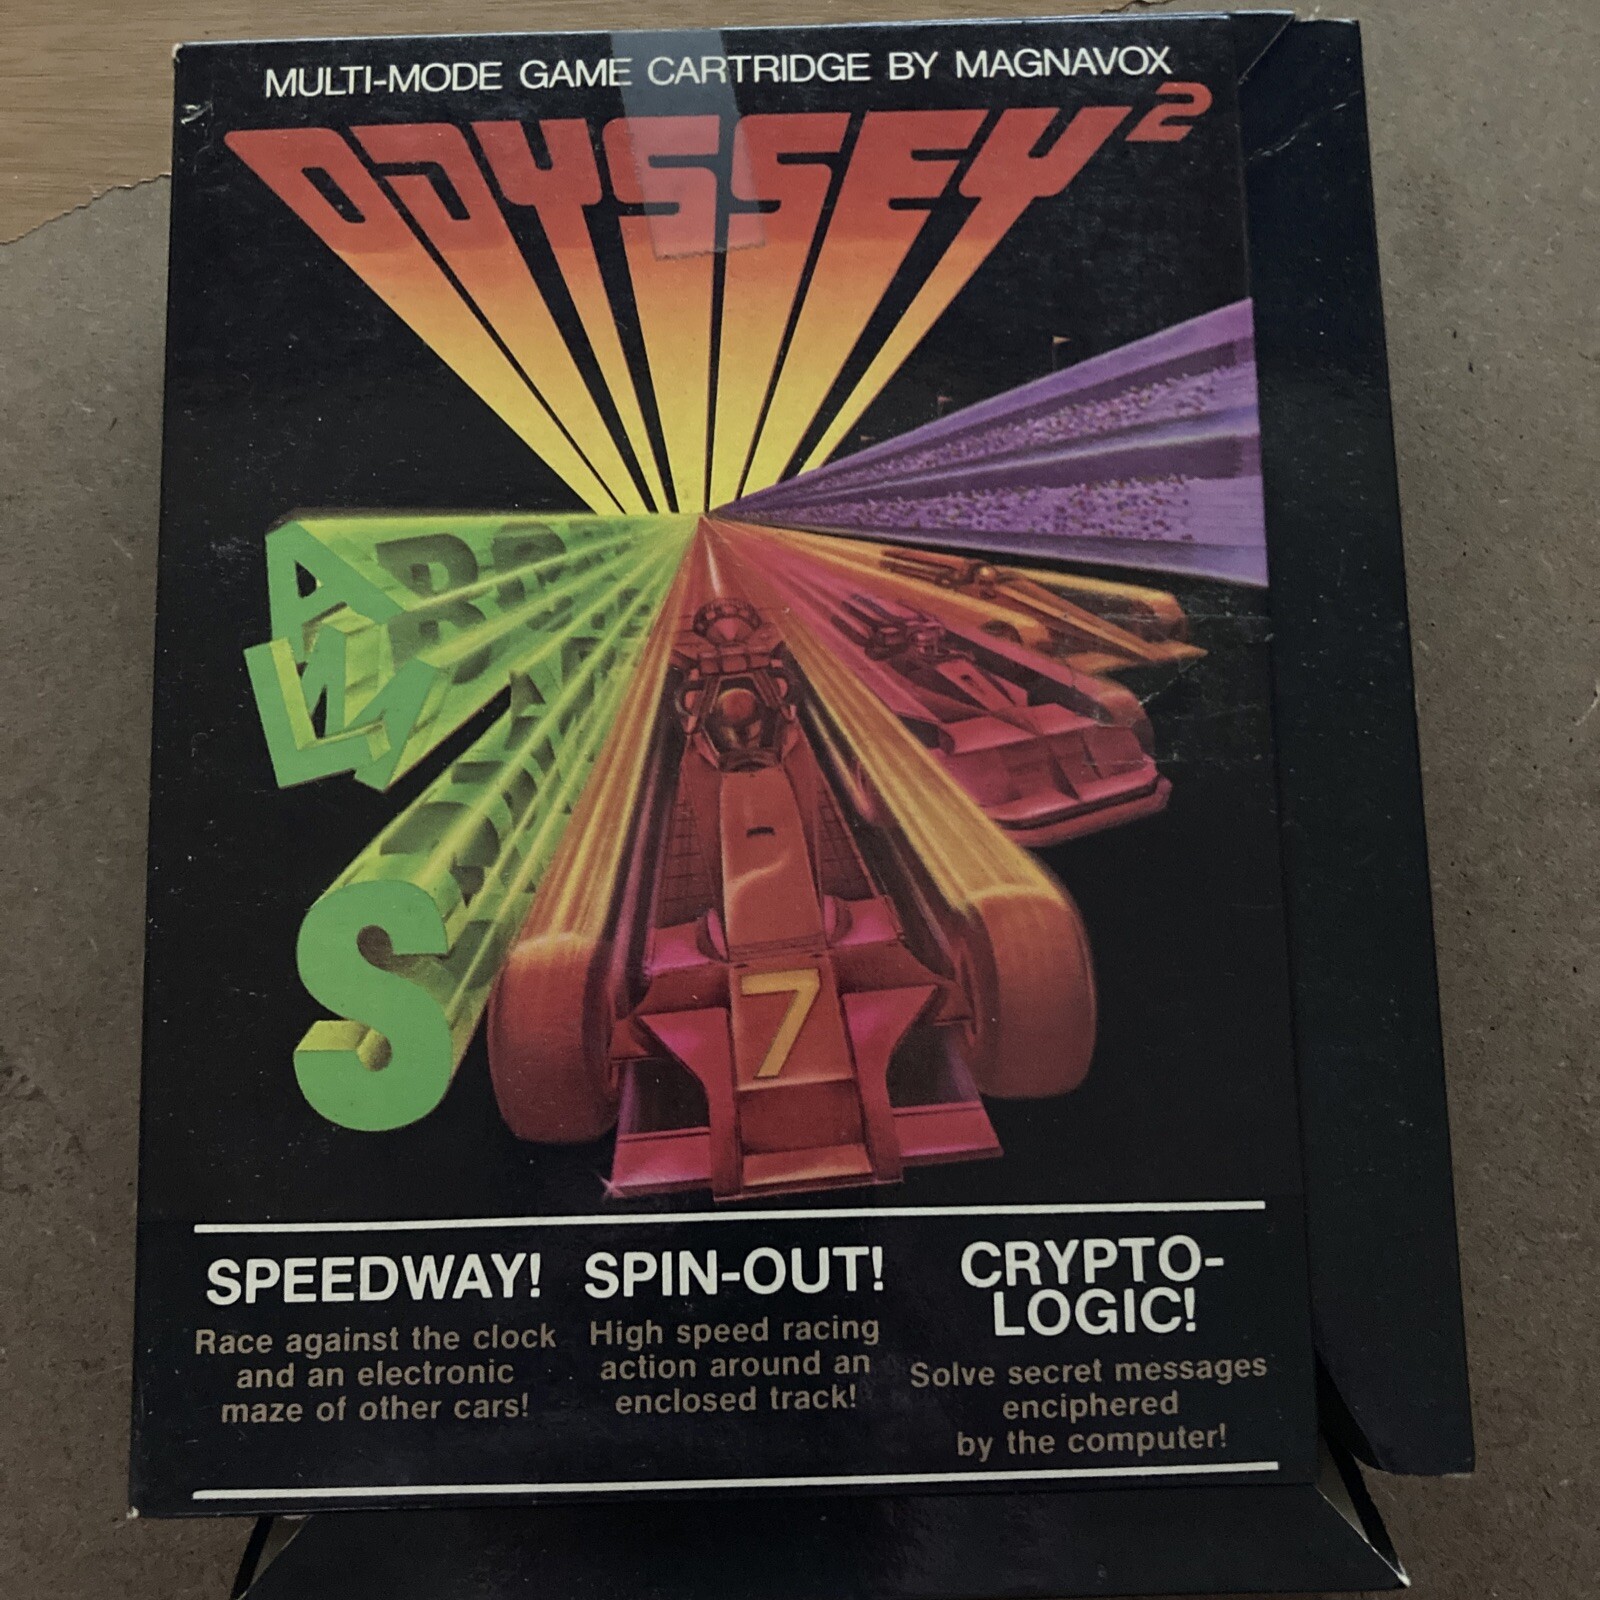 MULTI-MODE GAME CARTRIDGE BY MAGNAVOX
ODYSSEY²
A
W
S
7
SPEEDWAY!
Race against the clock
and an electronic
maze of other cars!
SPIN-OUT!
High speed racing
action around an
enclosed track!
CRYPTO-
LOGIC!
Solve secret messages
enciphered
by the computer!